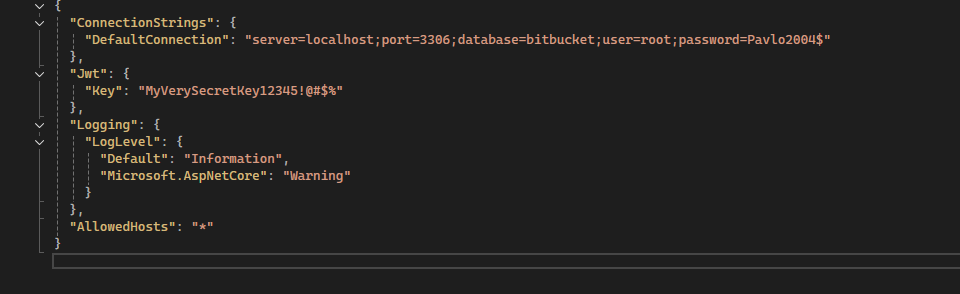 {
"ConnectionStrings": {
"DefaultConnection": "server=localhost;port=3306;database=bitbucket;user=root;password=Pavlo2004$"
},
"Jwt": {
"Key": "MyVerySecretKey12345!@#$%"
},
"Logging": {
"LogLevel": {
"Default": "Information",
"Microsoft.AspNetCore": "Warning"
}
},
"AllowedHosts": "*"
}